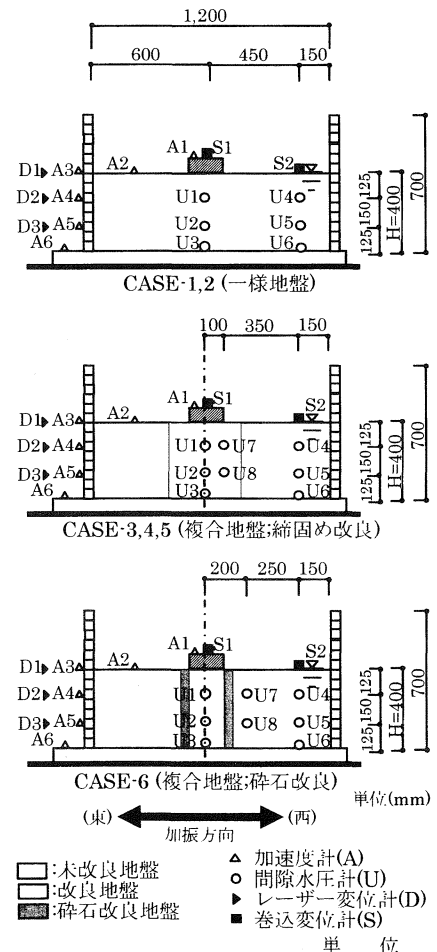 1,200
600 450 150
A1 S1
D1 A3 A2 S2
D2 A4 U1 U4
D3 A5 U2 U5
A6 U3 U6
125 150 125
H=400
700
CASE-1,2 (一様地盤)
100 350 150
A1 S1
D1 A3 A2 S2
D2 A4 U1 U7 U4
D3 A5 U2 U8 U5
A6 U3 U6
125 150 125
H=400
700
CASE-3,4,5 (複合地盤;締固め改良)
200 250 150
A1 S1
D1 A3 A2 S2
D2 A4 U1 U7 U4
D3 A5 U2 U8 U5
A6 U3 U6
125 150 125
H=400
700
CASE-6 (複合地盤;砕石改良)
単位(mm)
(東) (西)
加振方向
:未改良地盤
:改良地盤
:砕石改良地盤
加速度計(A)
間隙水圧計(U)
レーザー変位計(D)
巻込変位計(S)
単 位